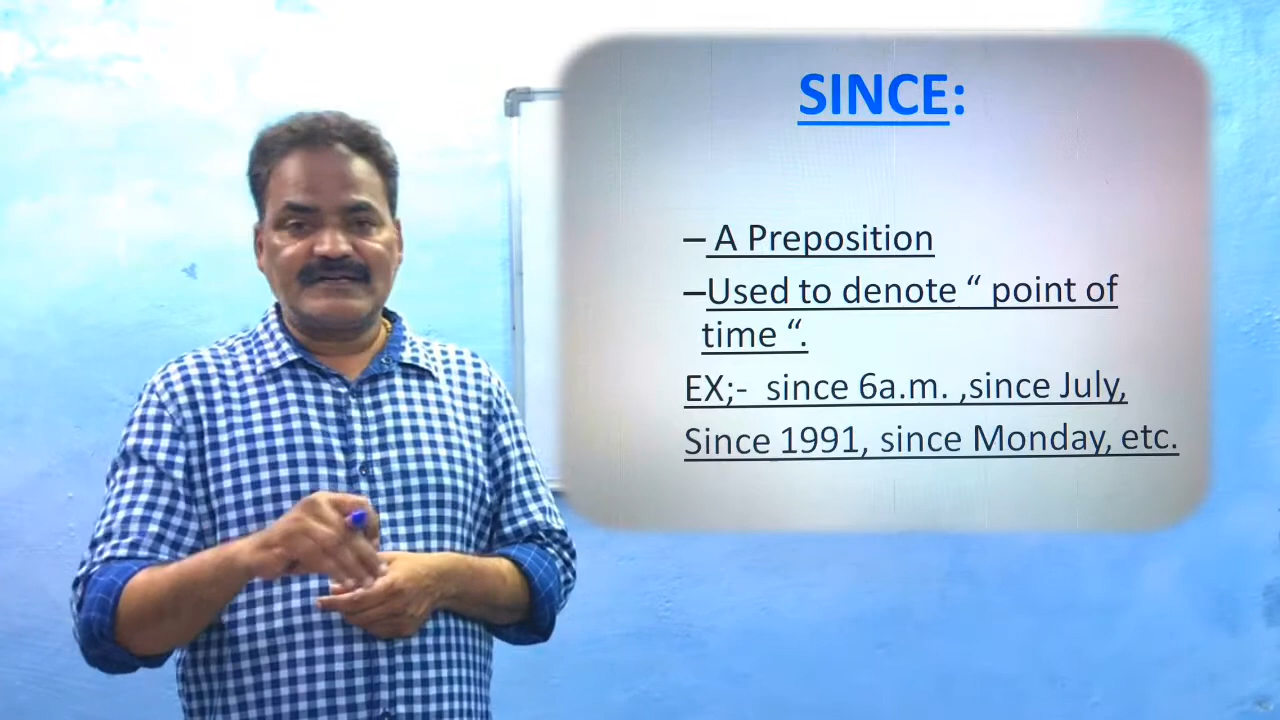 SINCE:
– A Preposition
–Used to denote “ point of
time “.
EX;- since 6a.m. ,since July,
Since 1991, since Monday, etc.